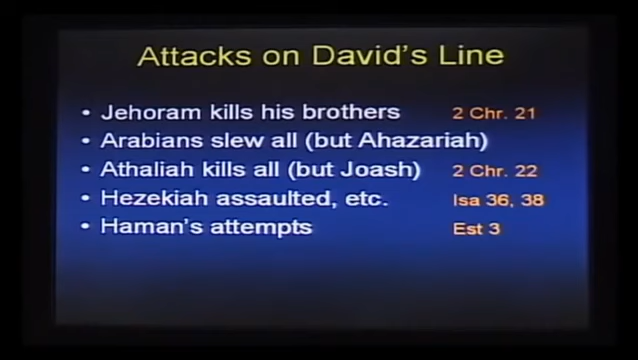 Attacks on David's Line
• Jehoram kills his brothers 2 Chr. 21
• Arabians slew all (but Ahazariah)
• Athaliah kills all (but Joash) 2 Chr. 22
• Hezekiah assaulted, etc. Isa 36, 38
• Haman's attempts Est 3